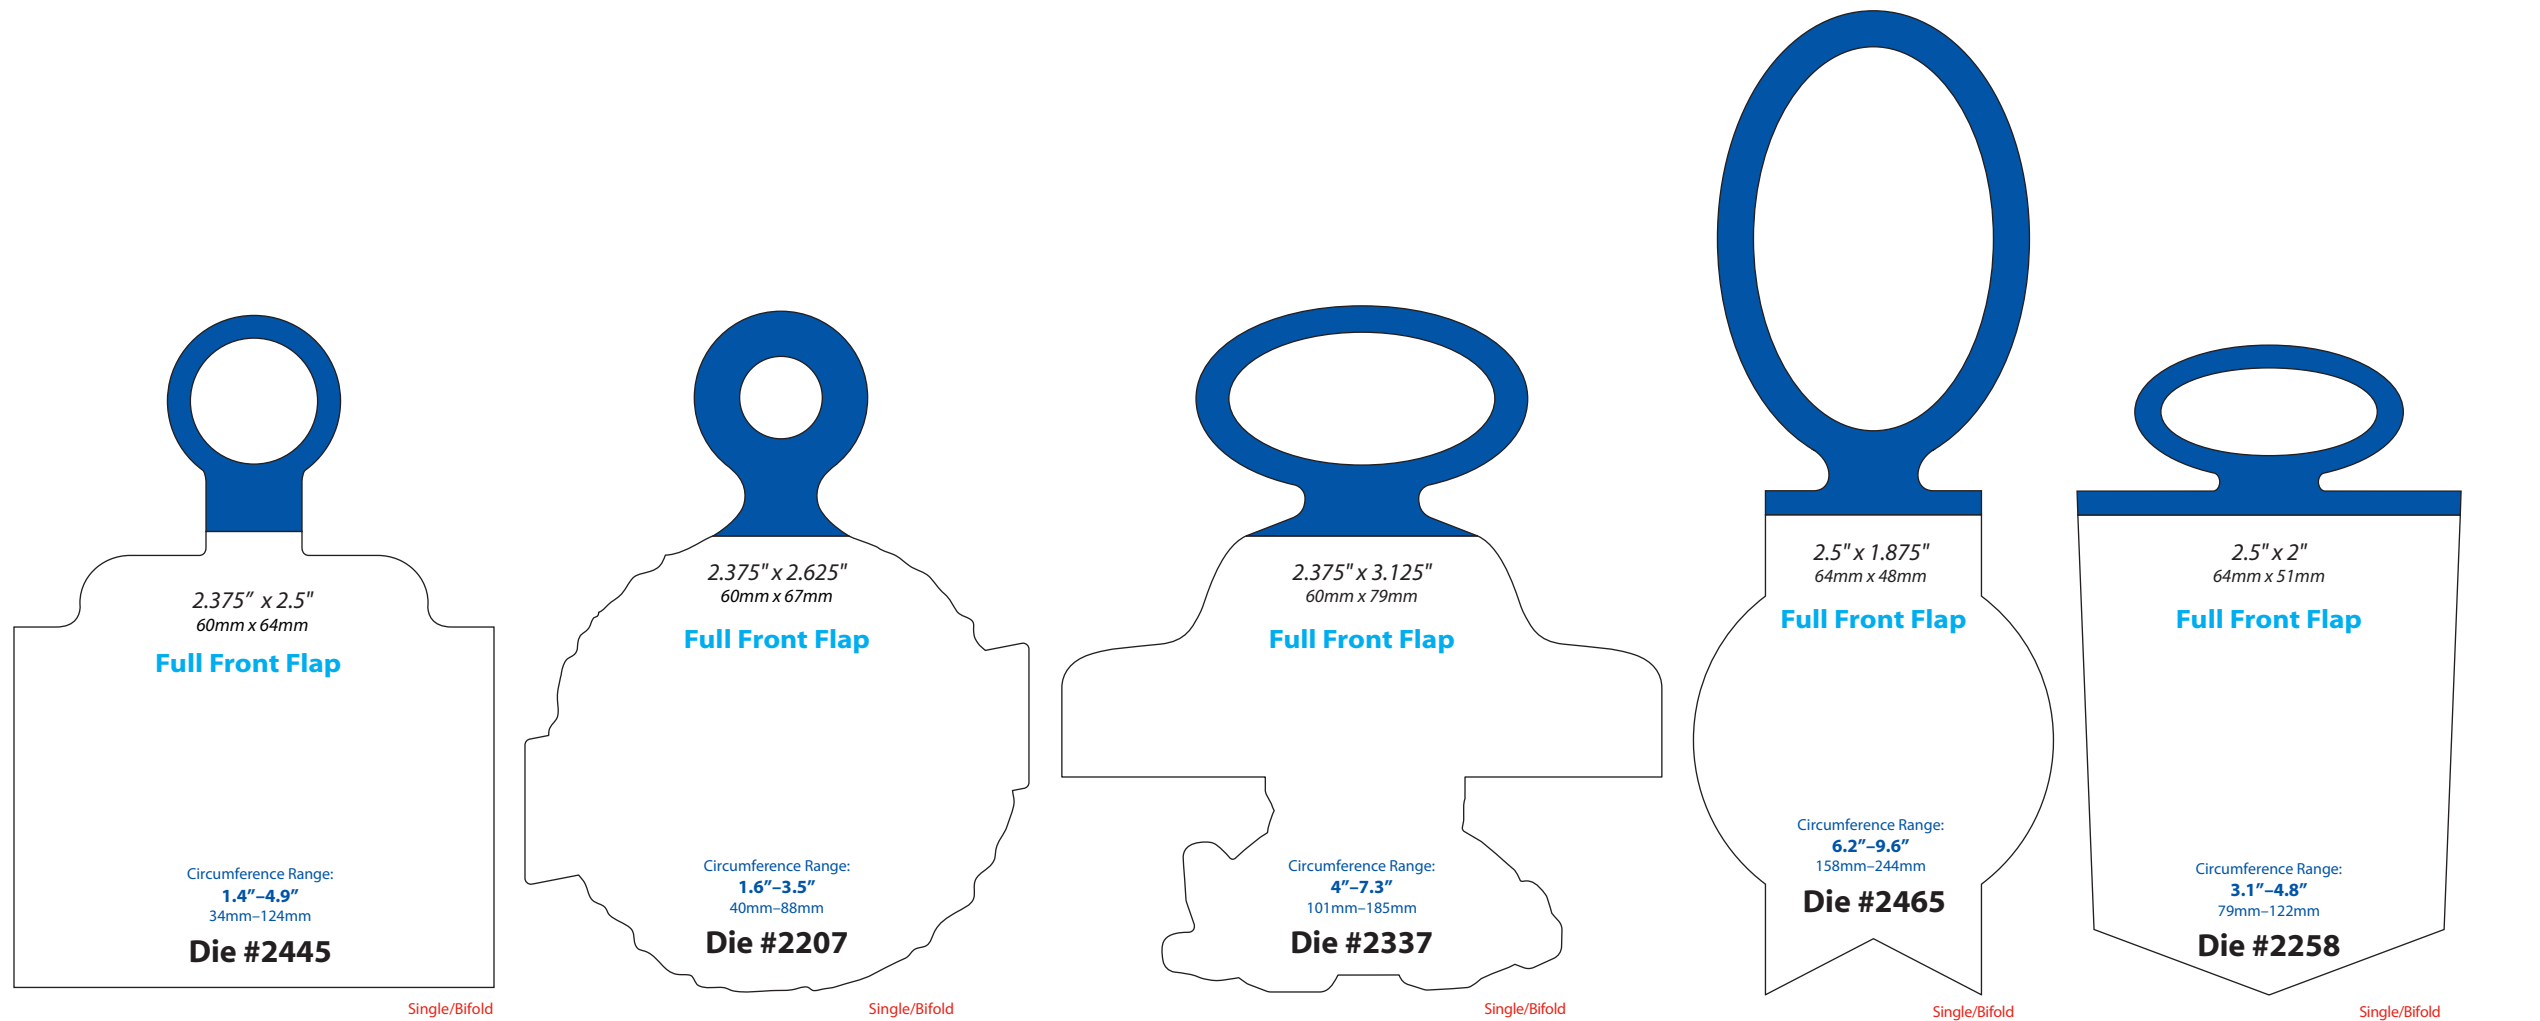 2.375” x 2.5"
60mm x 64mm
Full Front Flap
Circumference Range:
1.4”–4.9”
34mm–124mm
Die #2445
Single/Bifold
2.375" x 2.625"
60mm x 67mm
Full Front Flap
Circumference Range:
1.6”–3.5”
40mm–88mm
Die #2207
Single/Bifold
2.375" x 3.125"
60mm x 79mm
Full Front Flap
Circumference Range:
4”–7.3”
101mm–185mm
Die #2337
Single/Bifold
2.5" x 1.875"
64mm x 48mm
Full Front Flap
Circumference Range:
6.2”–9.6”
158mm–244mm
Die #2465
Single/Bifold
2.5" x 2"
64mm x 51mm
Full Front Flap
Circumference Range:
3.1”–4.8”
79mm–122mm
Die #2258
Single/Bifold